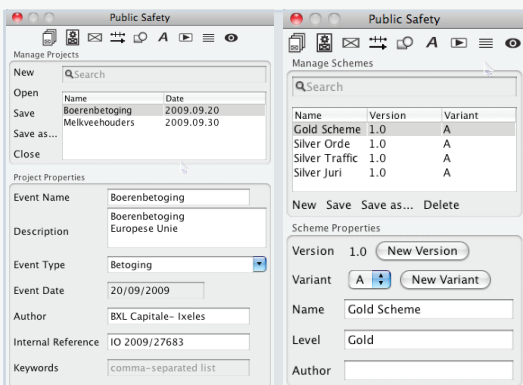 Public Safety
A
Manage Projects
New
Search
Open
Save
Save as...
Close
Name Date
Boerenbetoging 2009.09.20
Melkveehouders 2009.09.30
Project Properties
Event Name Boerenbetoging
Description Boerenbetoging
Europese Unie
Event Type Betoging
Event Date 20/09/2009
Author BXL Capitale- Ixeles
Internal Reference IO 2009/27683
Keywords comma-separated list
Public Safety
A
Manage Schemes
Search
Name Version Variant
Gold Scheme 1.0 A
Silver Orde 1.0 A
Silver Traffic 1.0 A
Silver Juri 1.0 A
New Save Save as... Delete
Scheme Properties
Version 1.0 New Version
Variant A New Variant
Name Gold Scheme
Level Gold
Author